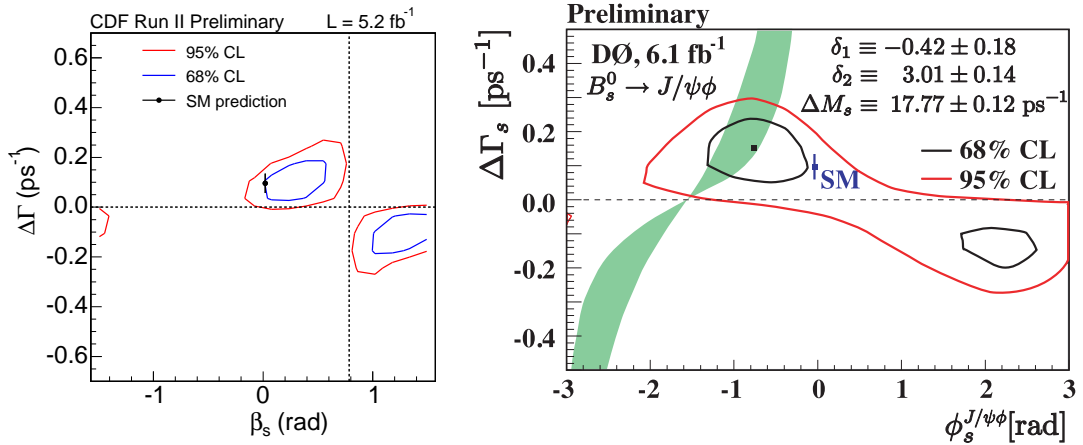 CDF Run II Preliminary L = 5.2 fb⁻¹
95% CL
68% CL
SM prediction
ΔΓ (ps⁻¹)
0.6
0.4
0.2
0.0
-0.2
-0.4
-0.6
-1 0 1
βₛ (rad)
Preliminary
DØ, 6.1 fb⁻¹
B⁰ₛ → J/ψϕ
δ₁ ≡ −0.42 ± 0.18
δ₂ ≡ 3.01 ± 0.14
ΔMₛ ≡ 17.77 ± 0.12 ps⁻¹
68% CL
95% CL
SM
ΔΓₛ [ps⁻¹]
0.4
0.2
0.0
-0.2
-0.4
-3 -2 -1 0 1 2 3
ϕₛᴶ/ψϕ[rad]